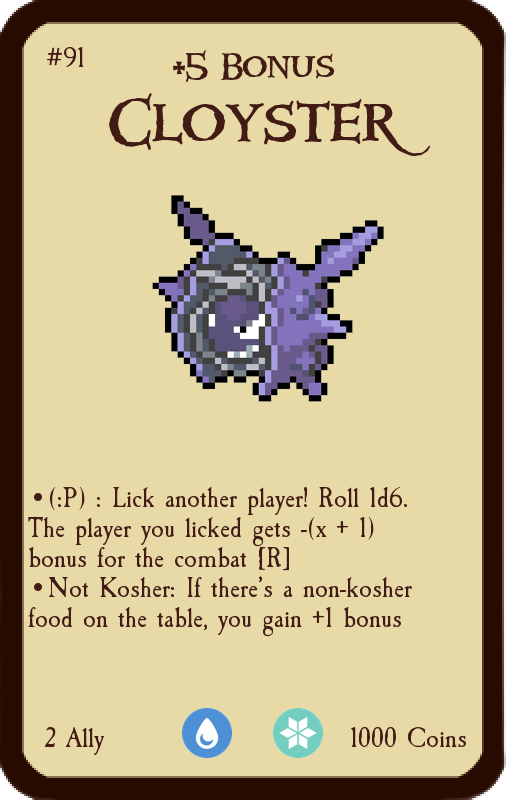 #91
+5 Bonus
Cloyster
•(:P) : Lick another player! Roll 1d6.
The player you licked gets -(x + 1)
bonus for the combat [R]
•Not Kosher: If there's a non-kosher
food on the table, you gain +1 bonus
2 Ally
1000 Coins